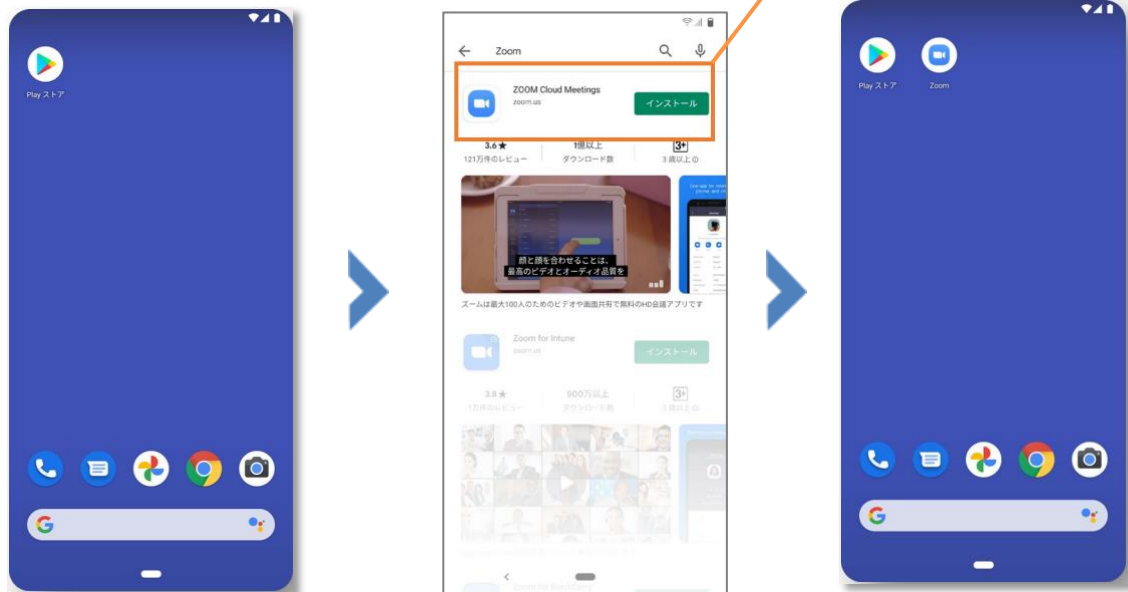 Play ストア
Zoom
ZOOM Cloud Meetings
zoom.us
インストール
3.6★
1億以上
3+
121万件のレビュー
ダウンロード数
3 歳以上
顔と顔を合わせることは、
最高のビデオとオーディオ品質を
ズームは最大100人のためのビデオや画面共有で無料のHD会議アプリです
Zoom for Intune
zoom.us
インストール
3.8★
500万以上
3+
ダウンロード数
3 歳以上
Play ストア
Zoom